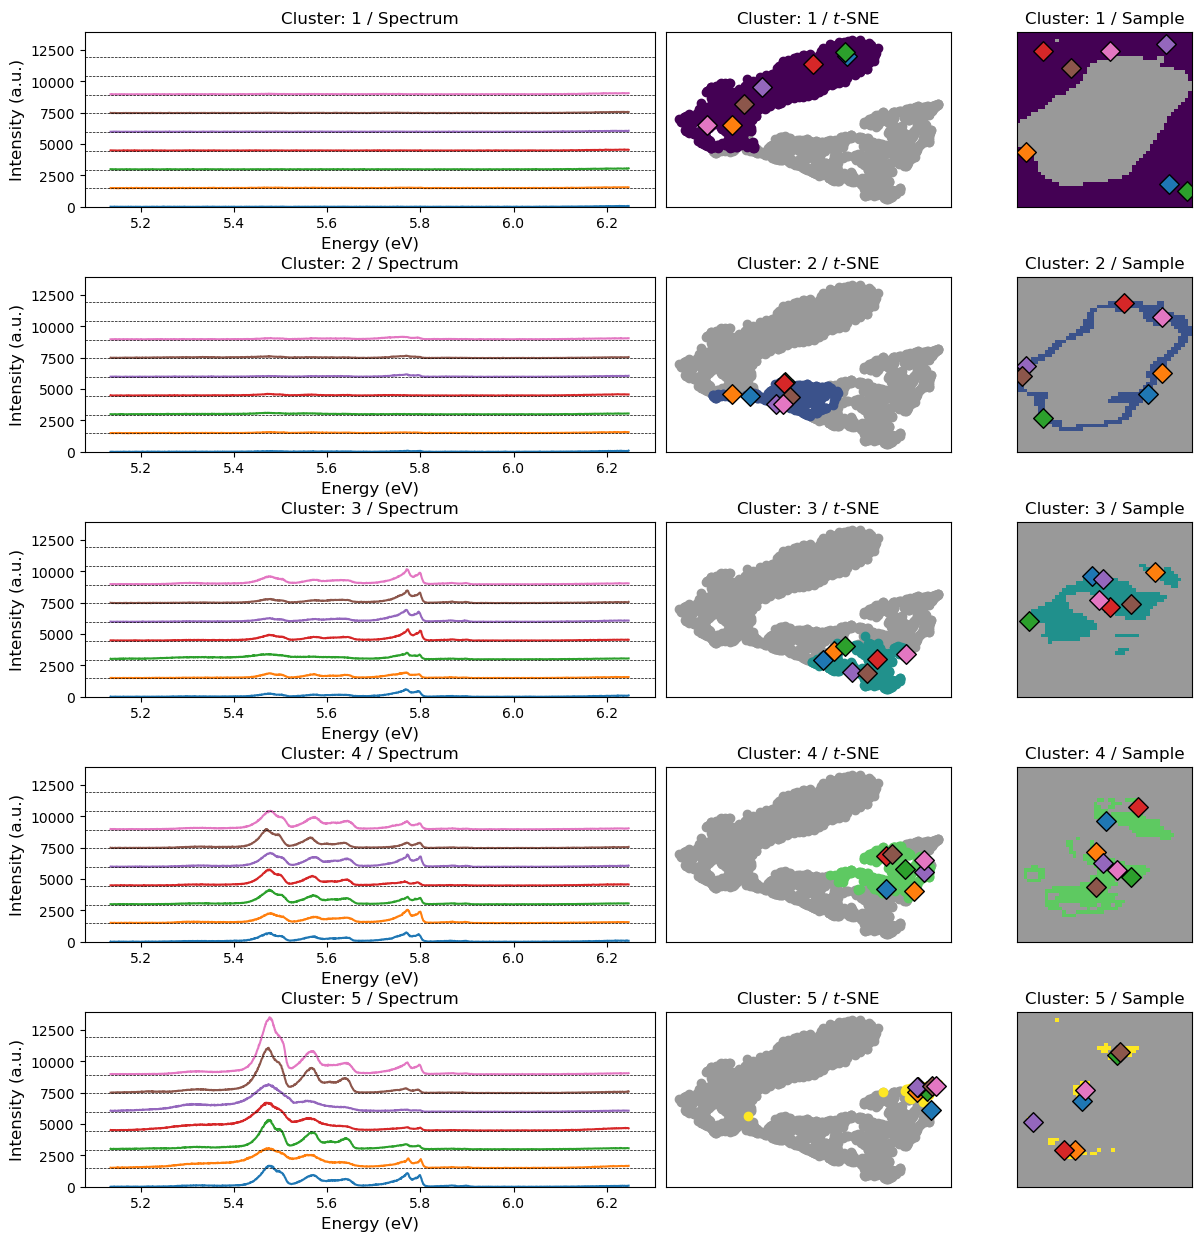 Cluster: 1 / Spectrum
Cluster: 1 / t-SNE
Cluster: 1 / Sample
Intensity (a.u.)
12500
10000
7500
5000
2500
0
5.2 5.4 5.6 5.8 6.0 6.2
Energy (eV)
Cluster: 2 / Spectrum
Cluster: 2 / t-SNE
Cluster: 2 / Sample
Intensity (a.u.)
12500
10000
7500
5000
2500
0
5.2 5.4 5.6 5.8 6.0 6.2
Energy (eV)
Cluster: 3 / Spectrum
Cluster: 3 / t-SNE
Cluster: 3 / Sample
Intensity (a.u.)
12500
10000
7500
5000
2500
0
5.2 5.4 5.6 5.8 6.0 6.2
Energy (eV)
Cluster: 4 / Spectrum
Cluster: 4 / t-SNE
Cluster: 4 / Sample
Intensity (a.u.)
12500
10000
7500
5000
2500
0
5.2 5.4 5.6 5.8 6.0 6.2
Energy (eV)
Cluster: 5 / Spectrum
Cluster: 5 / t-SNE
Cluster: 5 / Sample
Intensity (a.u.)
12500
10000
7500
5000
2500
0
5.2 5.4 5.6 5.8 6.0 6.2
Energy (eV)